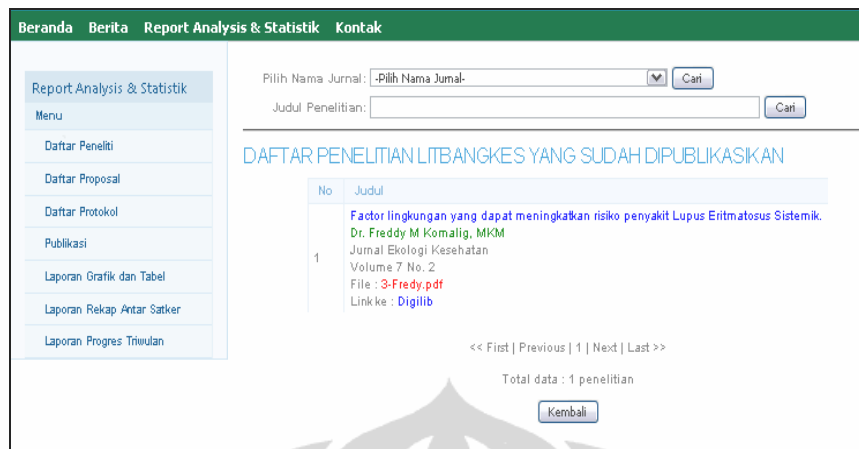 Beranda Berita Report Analysis & Statistik Kontak
Report Analysis & Statistik
Menu
Daftar Peneliti
Daftar Proposal
Daftar Protokol
Publikasi
Laporan Grafik dan Tabel
Laporan Rekap Antar Satker
Laporan Progres Triwulan
Pilih Nama Jurnal: -Pilih Nama Jurnal- Cari
Judul Penelitian: Cari
DAFTAR PENELITIAN LITBANGKES YANG SUDAH DIPUBLIKASIKAN
No Judul
1
Factor lingkungan yang dapat meningkatkan risiko penyakit Lupus Eritmatosus Sistemik.
Dr. Freddy M Komalig, MKM
Jurnal Ekologi Kesehatan
Volume 7 No. 2
File : 3-Fredy.pdf
Link ke : Digilib
<< First | Previous | 1 | Next | Last >>
Total data : 1 penelitian
Kembali